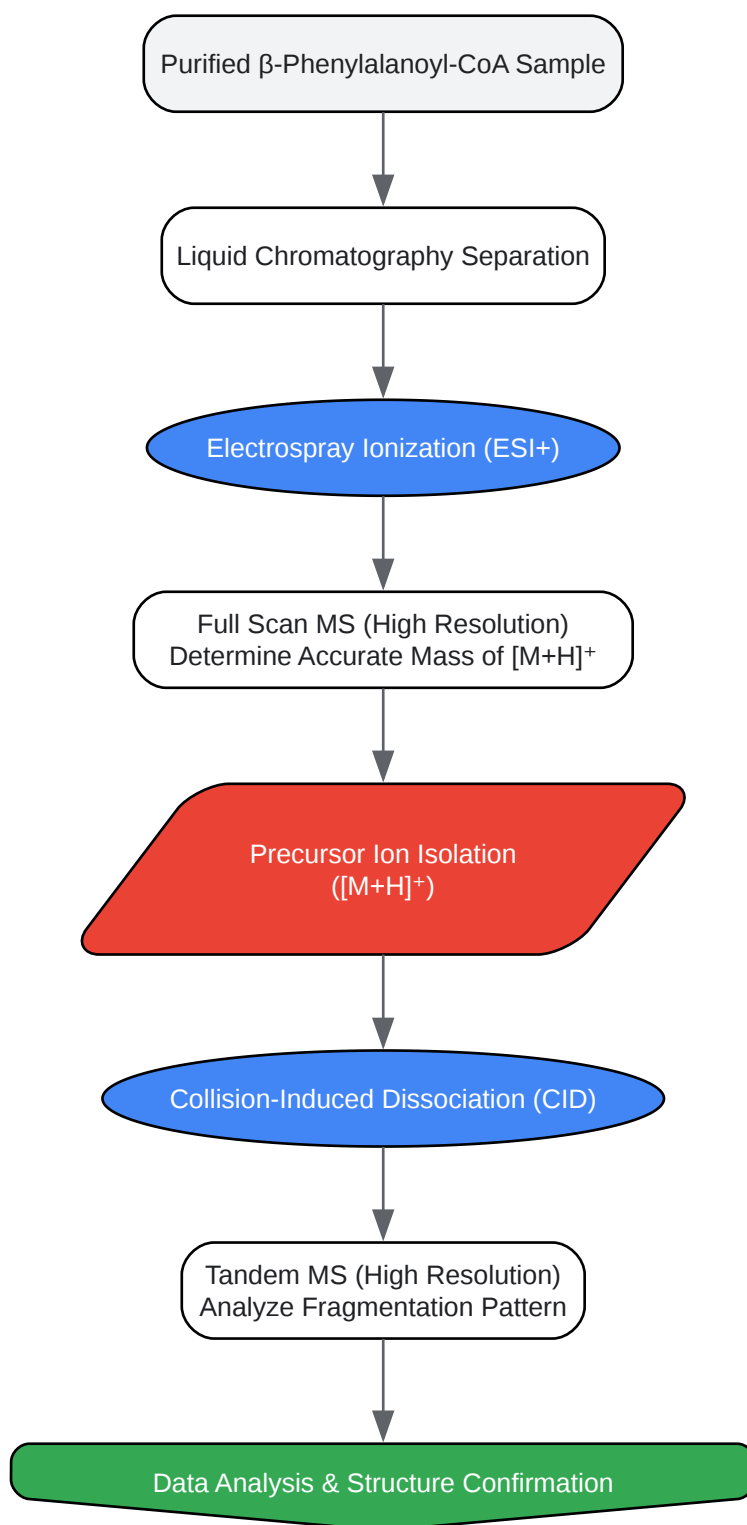 Purified β-Phenylalanoyl-CoA Sample
Liquid Chromatography Separation
Electrospray Ionization (ESI+)
Full Scan MS (High Resolution)
Determine Accurate Mass of [M+H]⁺
Precursor Ion Isolation
([M+H]⁺)
Collision-Induced Dissociation (CID)
Tandem MS (High Resolution)
Analyze Fragmentation Pattern
Data Analysis & Structure Confirmation